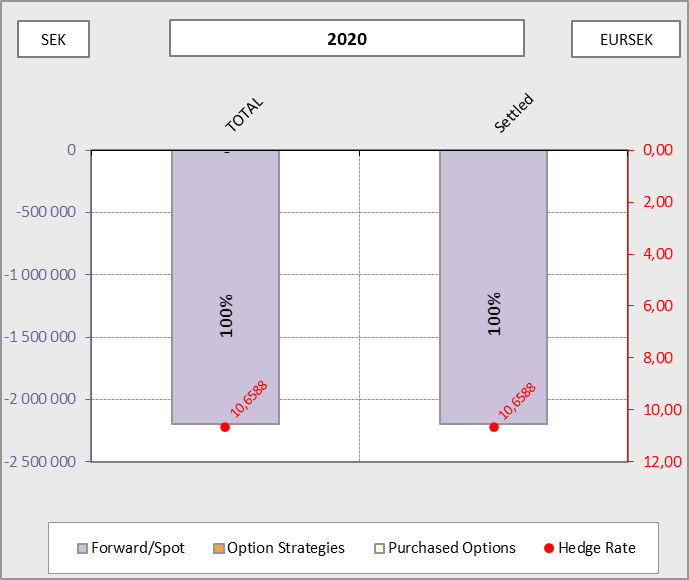 SEK
2020
EURSEK
TOTAL
Settled
0
-500 000
-1 000 000
-1 500 000
-2 000 000
-2 500 000
0,00
2,00
4,00
6,00
8,00
10,00
12,00
100%
100%
10,6588
10,6588
Forward/Spot
Option Strategies
Purchased Options
Hedge Rate